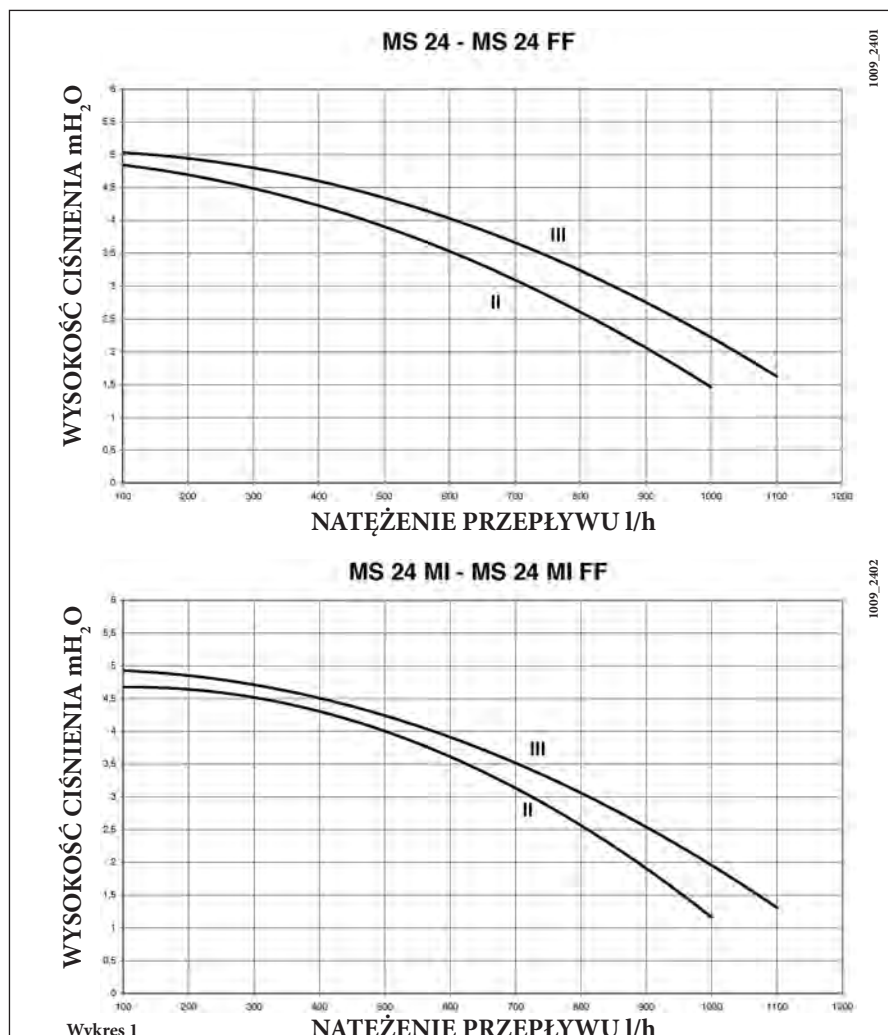 MS 24 - MS 24 FF
1009_2401
WYSOKOŚĆ CIŚNIENIA mH₂O
6
5,5
5
4,5
4
3,5
3
2,5
2
1,5
1
0,5
0
III
II
100 200 300 400 500 600 700 800 900 1000 1100 1200
NATĘŻENIE PRZEPŁYWU l/h
MS 24 MI - MS 24 MI FF
1009_2402
WYSOKOŚĆ CIŚNIENIA mH₂O
6
5,5
5
4,5
4
3,5
3
2,5
2
1,5
1
0,5
0
III
II
100 200 300 400 500 600 700 800 900 1000 1100 1200
Wykres 1
NATĘŻENIE PRZEPŁYWU l/h